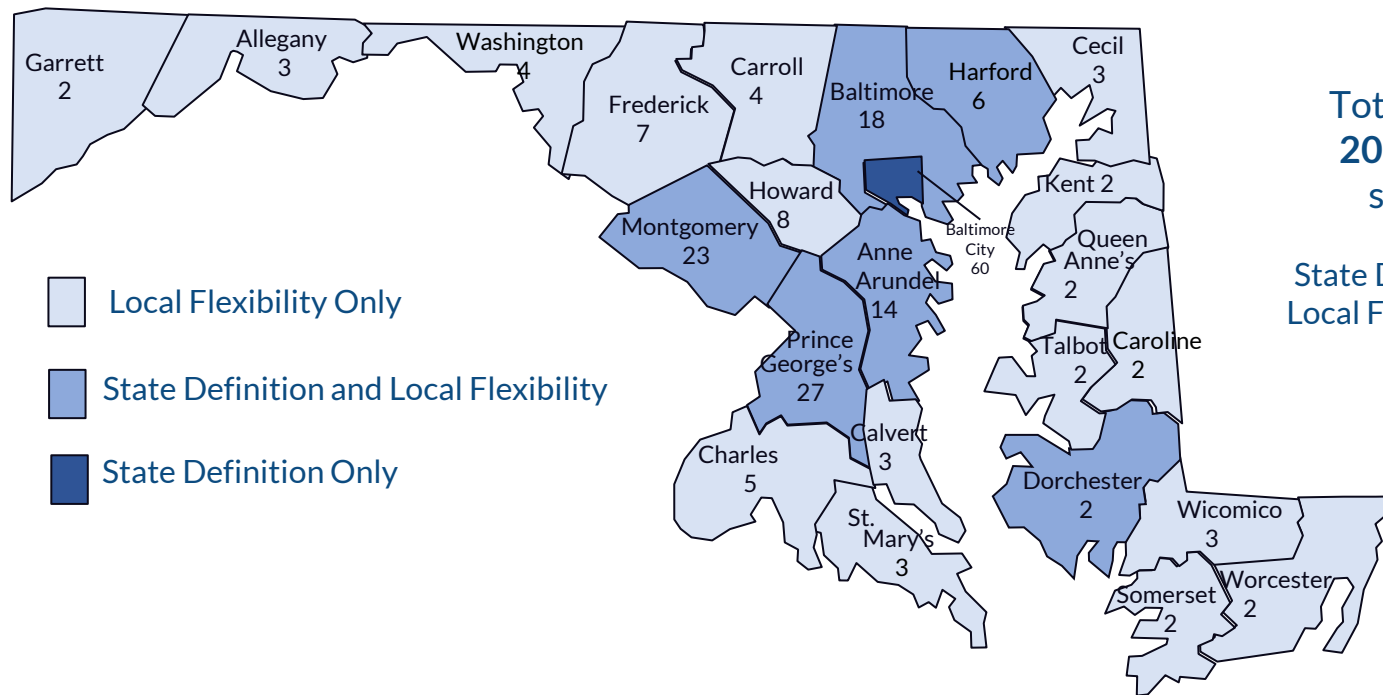 Garrett
2
Allegany
3
Washington
4
Frederick
7
Carroll
4
Baltimore
18
Harford
6
Cecil
3
Howard
8
Montgomery
23
Anne
Arundel
14
Baltimore
City
60
Kent 2
Queen
Anne's
2
Talbot
2
Caroline
2
Prince
George's
27
Calvert
3
Charles
5
St.
Mary's
3
Dorchester
2
Wicomico
3
Somerset
2
Worcester
2
Local Flexibility Only
State Definition and Local Flexibility
State Definition Only
State
Local